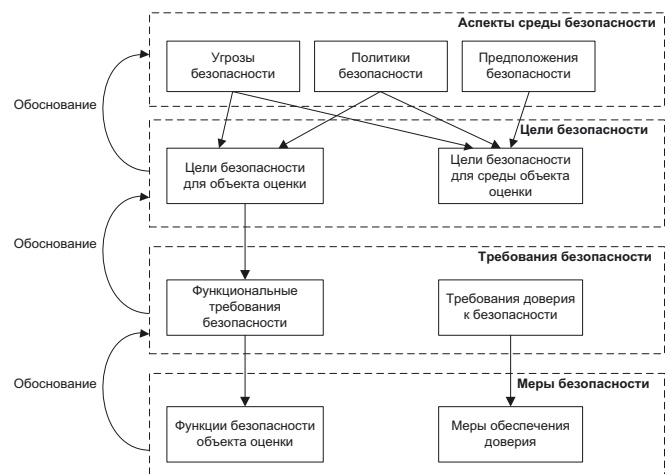 Аспекты среды безопасности
Угрозы
безопасности
Политики
безопасности
Предположения
безопасности
Обоснование
Цели безопасности
Цели безопасности
для объекта оценки
Цели безопасности
для среды объекта
оценки
Обоснование
Требования безопасности
Функциональные
требования
безопасности
Требования доверия
к безопасности
Обоснование
Меры безопасности
Функции безопасности
объекта оценки
Меры обеспечения
доверия